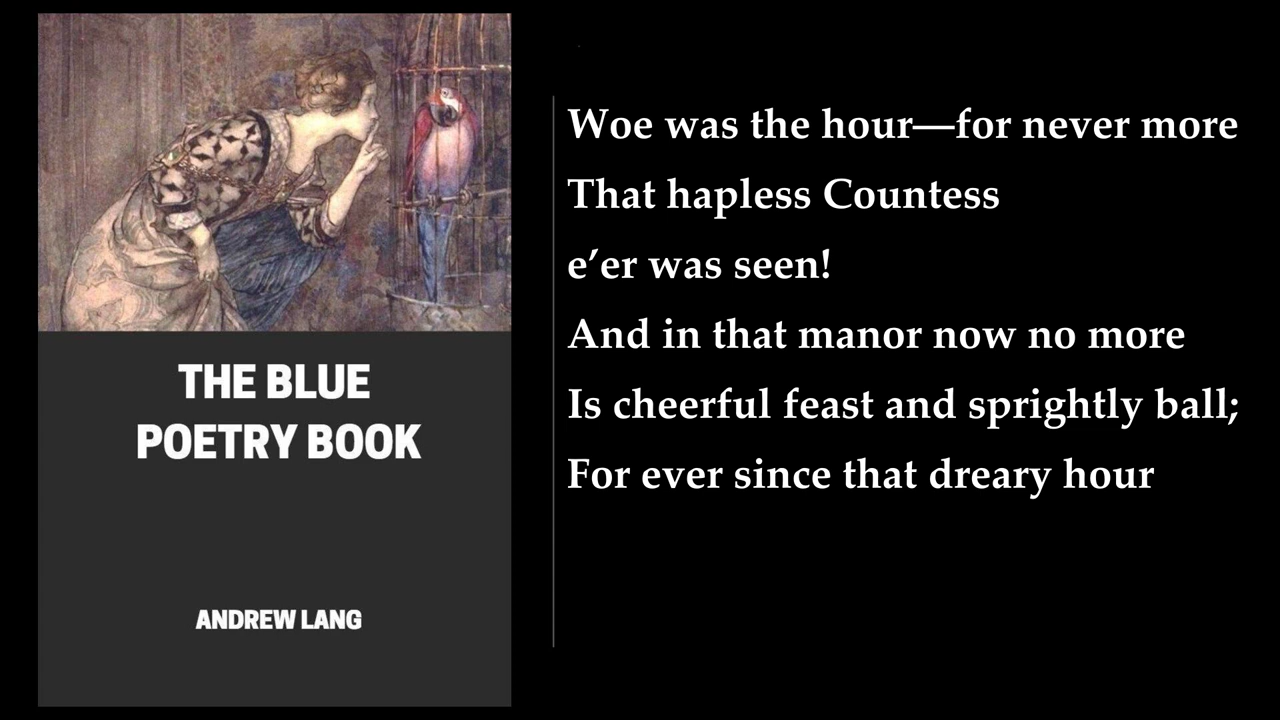 THE BLUE
POETRY BOOK
ANDREW LANG
Woe was the hour—for never more
That hapless Countess
e’er was seen!
And in that manor now no more
Is cheerful feast and sprightly ball;
For ever since that dreary hour